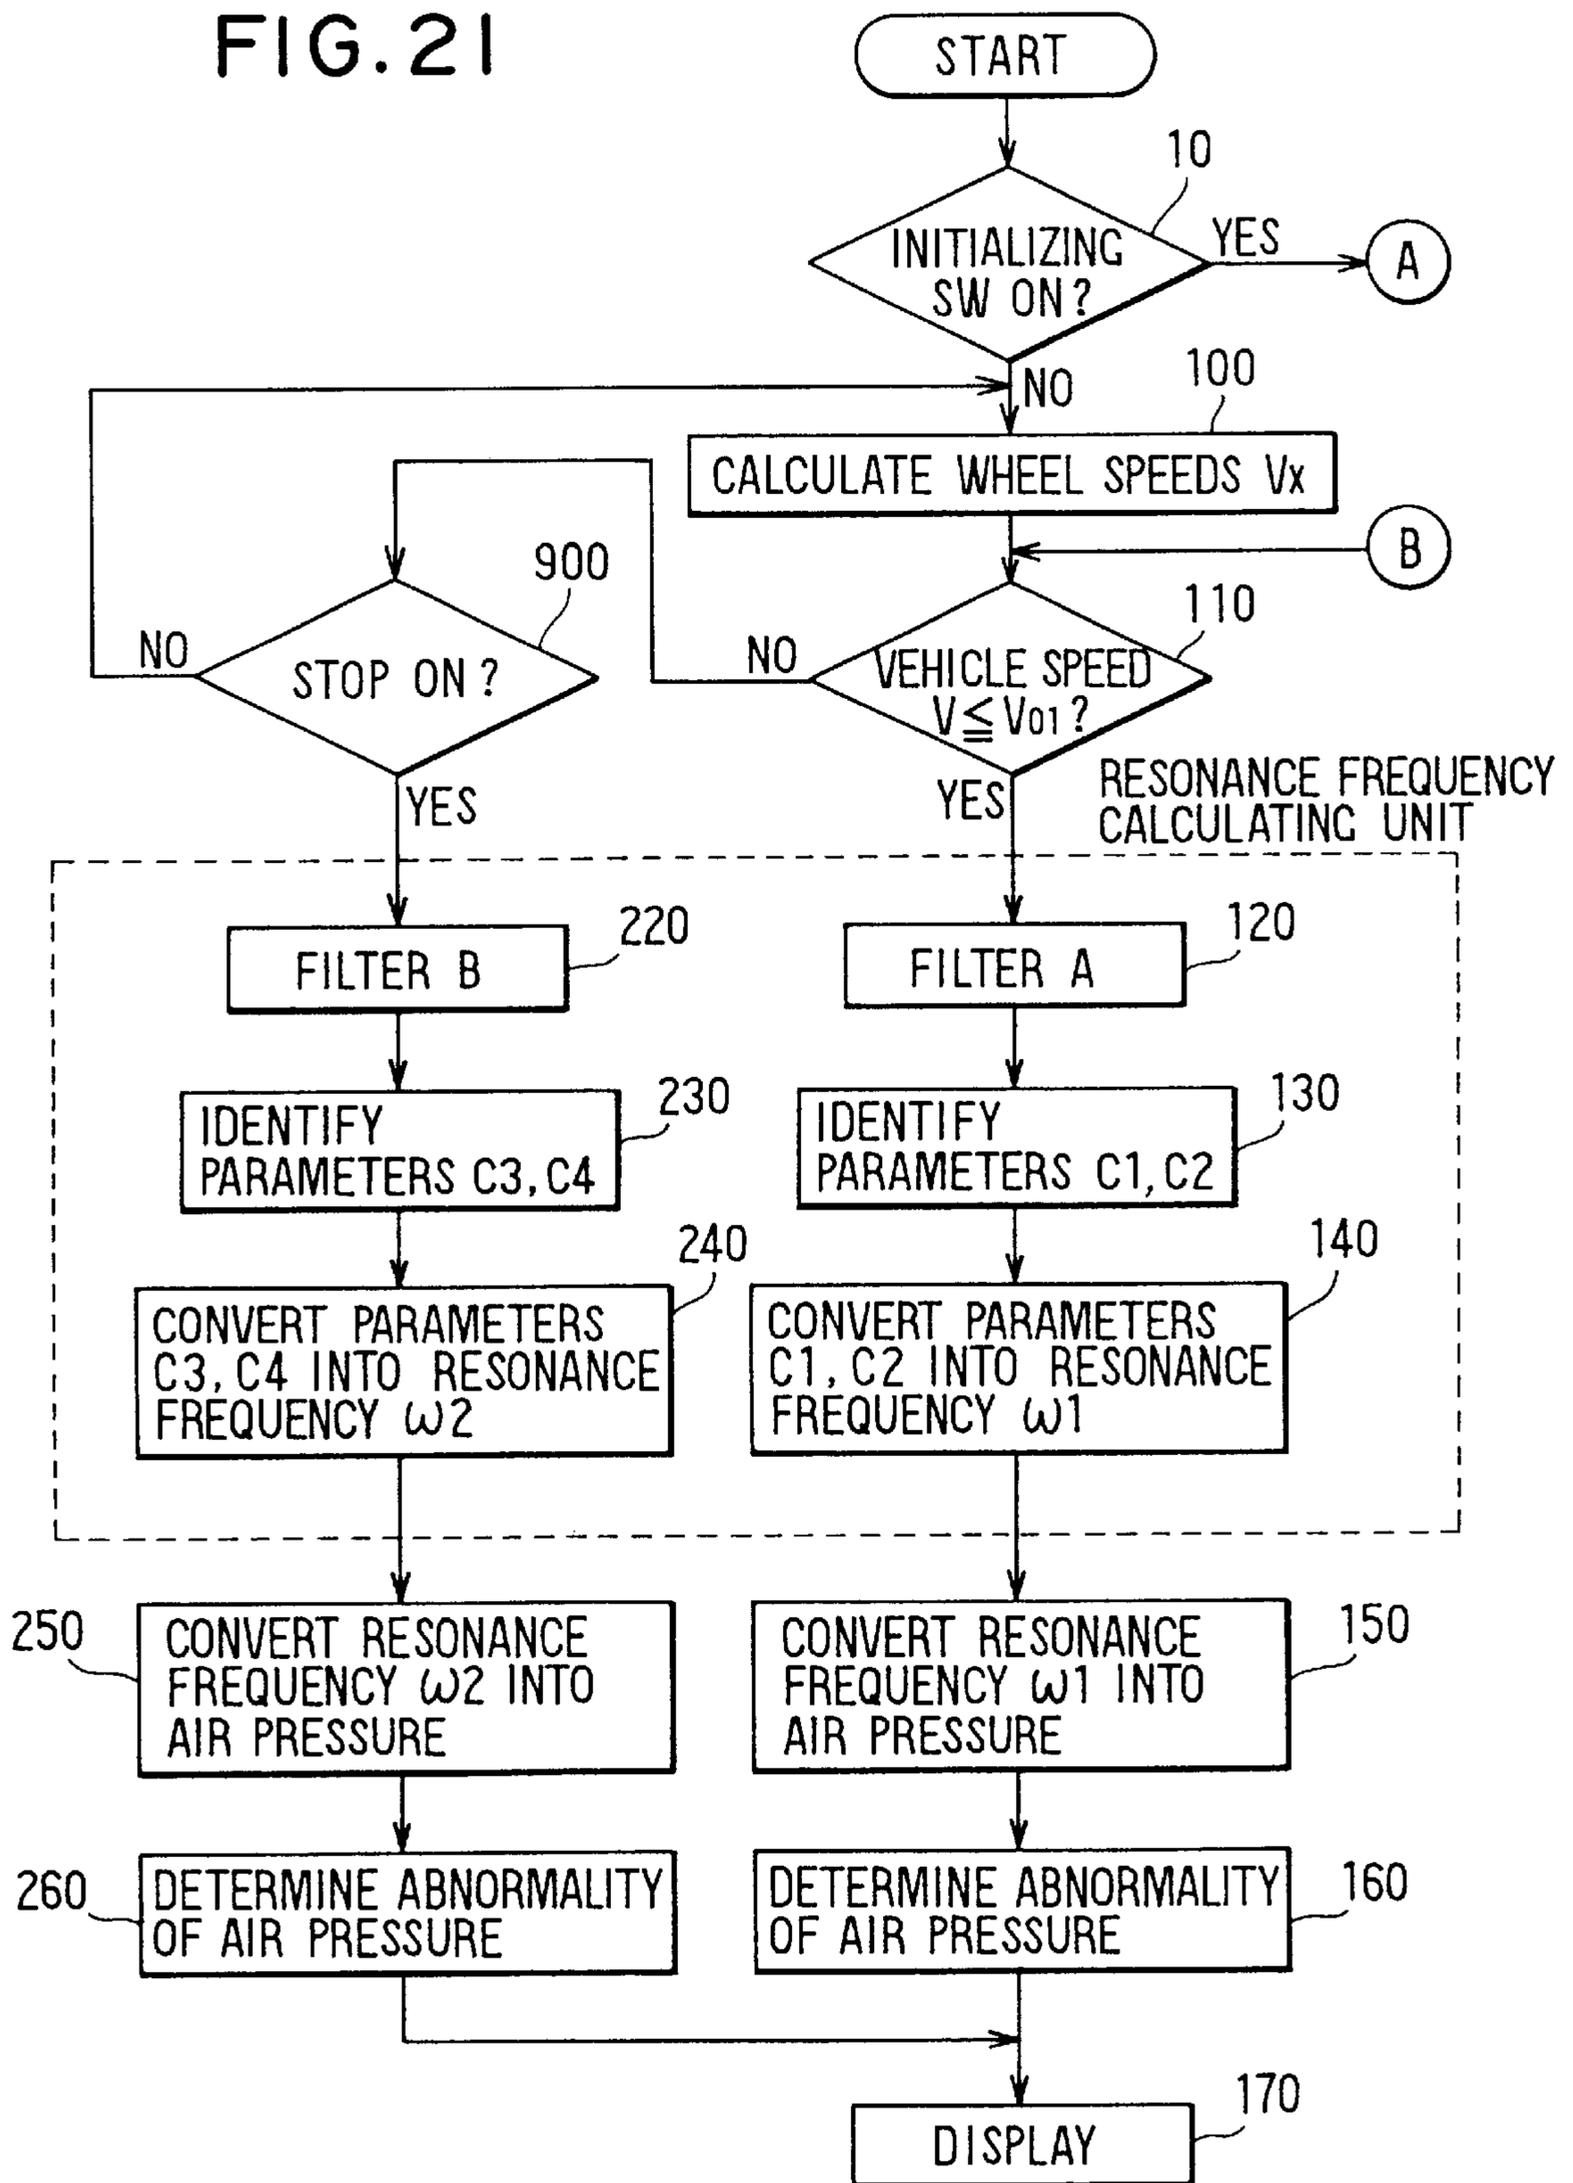 FIG. 21
START
10
INITIALIZING
SW ON?
YES
A
NO
100
CALCULATE WHEEL SPEEDS Vx
B
900
STOP ON?
NO
YES
110
VEHICLE SPEED
V≦V01?
NO
YES
RESONANCE FREQUENCY
CALCULATING UNIT
220
FILTER B
120
FILTER A
230
IDENTIFY
PARAMETERS C3, C4
130
IDENTIFY
PARAMETERS C1, C2
240
CONVERT PARAMETERS
C3, C4 INTO RESONANCE
FREQUENCY ω2
140
CONVERT PARAMETERS
C1, C2 INTO RESONANCE
FREQUENCY ω1
250
CONVERT RESONANCE
FREQUENCY ω2 INTO
AIR PRESSURE
150
CONVERT RESONANCE
FREQUENCY ω1 INTO
AIR PRESSURE
260
DETERMINE ABNORMALITY
OF AIR PRESSURE
160
DETERMINE ABNORMALITY
OF AIR PRESSURE
170
DISPLAY